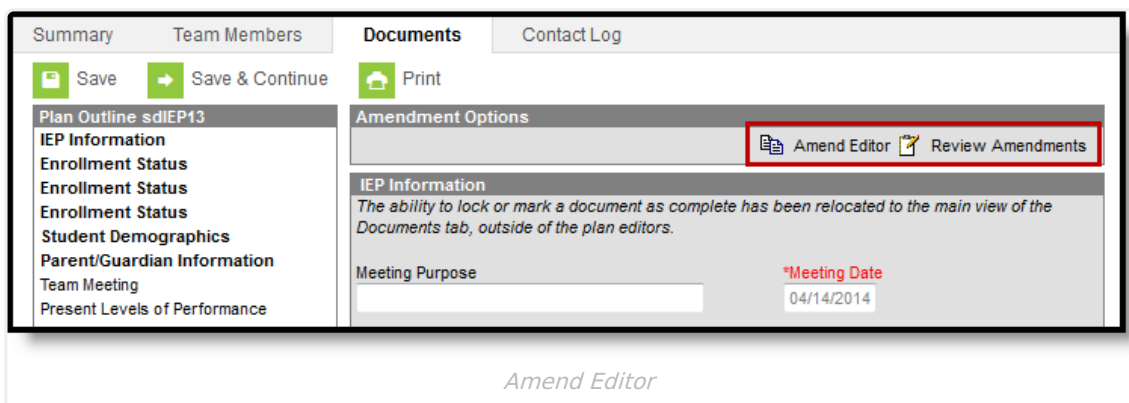 Summary Team Members Documents Contact Log
Save Save & Continue Print
Plan Outline sdIEP13
IEP Information
Enrollment Status
Enrollment Status
Enrollment Status
Student Demographics
Parent/Guardian Information
Team Meeting
Present Levels of Performance
Amendment Options
Amend Editor Review Amendments
IEP Information
The ability to lock or mark a document as complete has been relocated to the main view of the
Documents tab, outside of the plan editors.
Meeting Purpose *Meeting Date
04/14/2014
Amend Editor